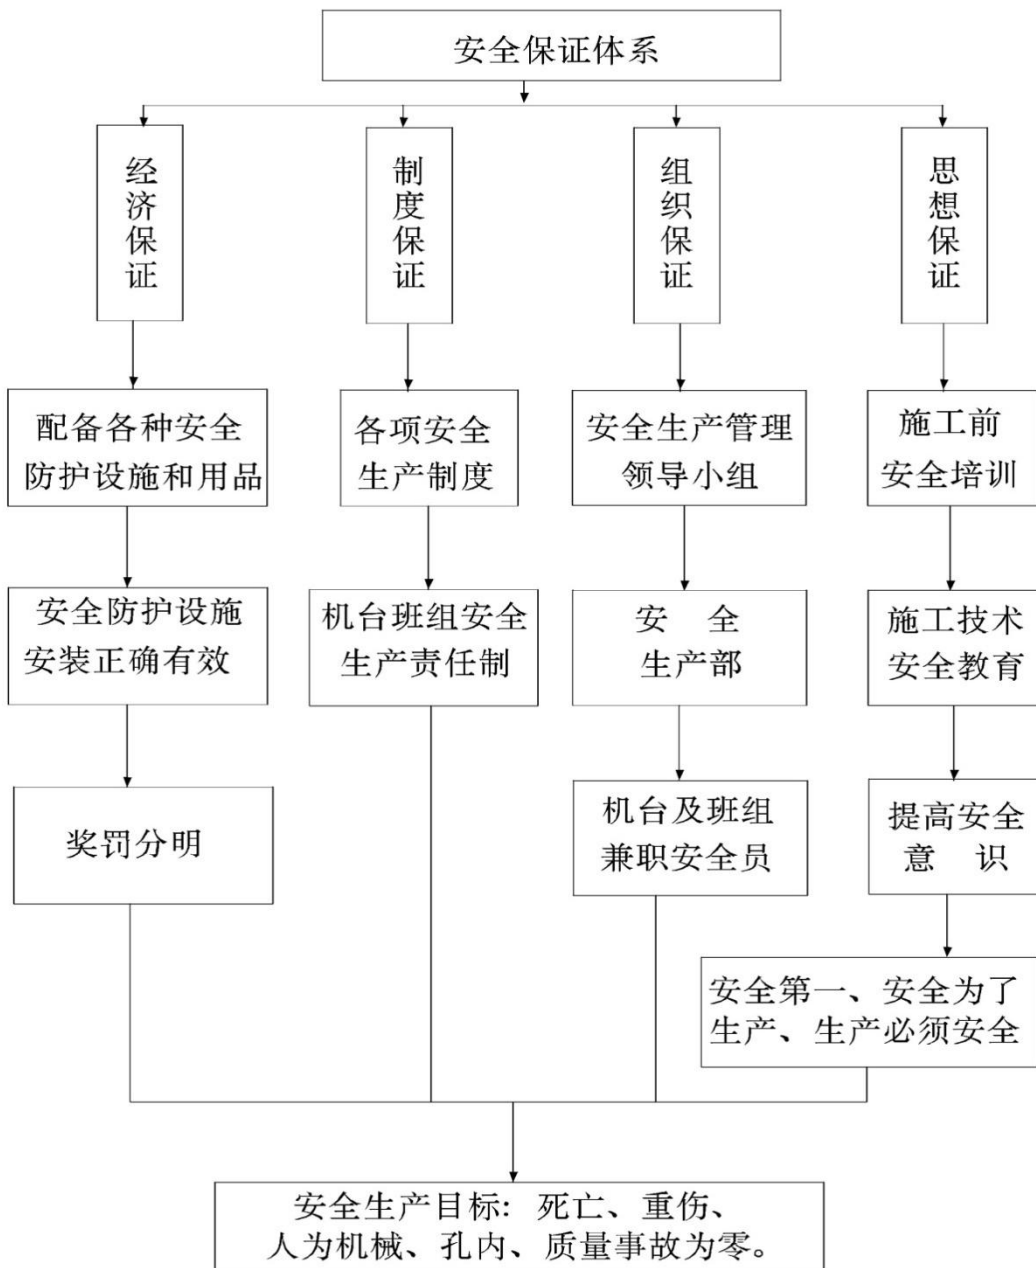 安全保证体系
经济保证
制度保证
组织保证
思想保证
配备各种安全
防护设施和用品
各项安全
生产制度
安全生产管理
领导小组
施工前
安全培训
安全防护设施
安装正确有效
机台班组安全
生产责任制
安 全
生产部
施工技术
安全教育
奖罚分明
机台及班组
兼职安全员
提高安全
意 识
安全第一、安全为了
生产、生产必须安全
安全生产目标：死亡、重伤、
人为机械、孔内、质量事故为零。